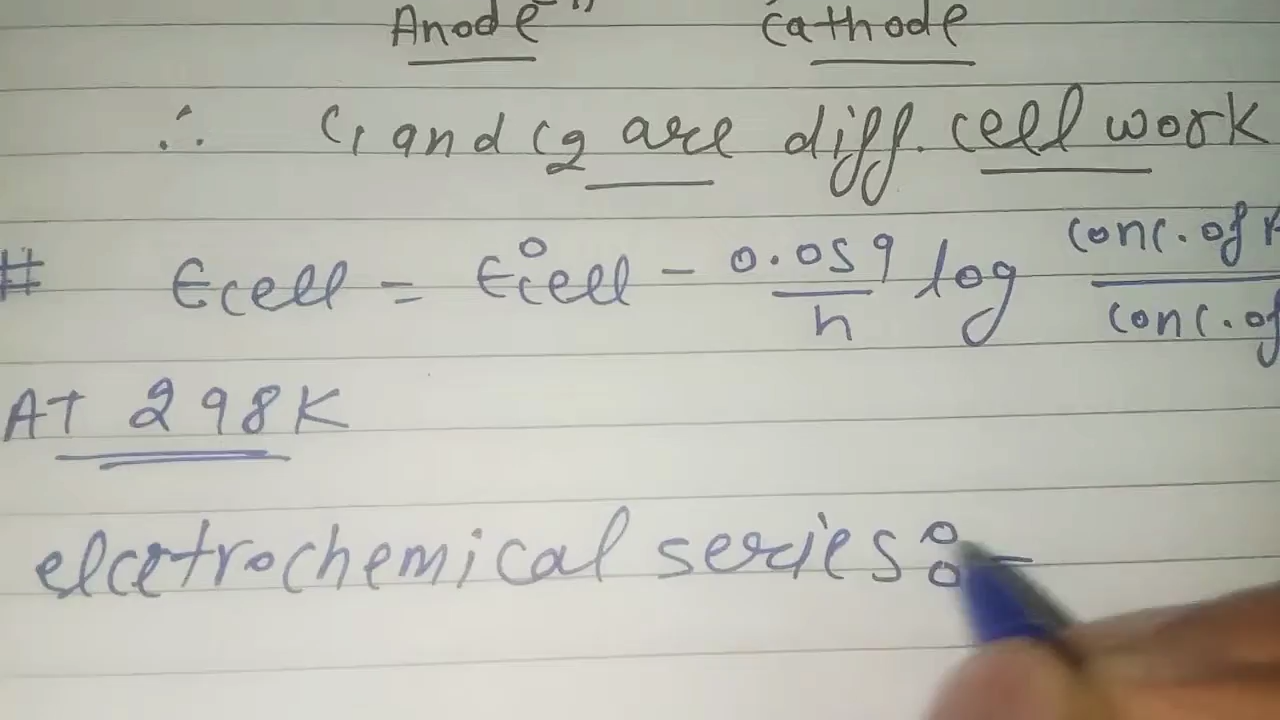 Anode cathode
∴ C1 and C2 are diff. cell work
# Ecell = E°cell - 0.059/n log conc. of / conc. of
AT 298K
elcetrochemical series:-